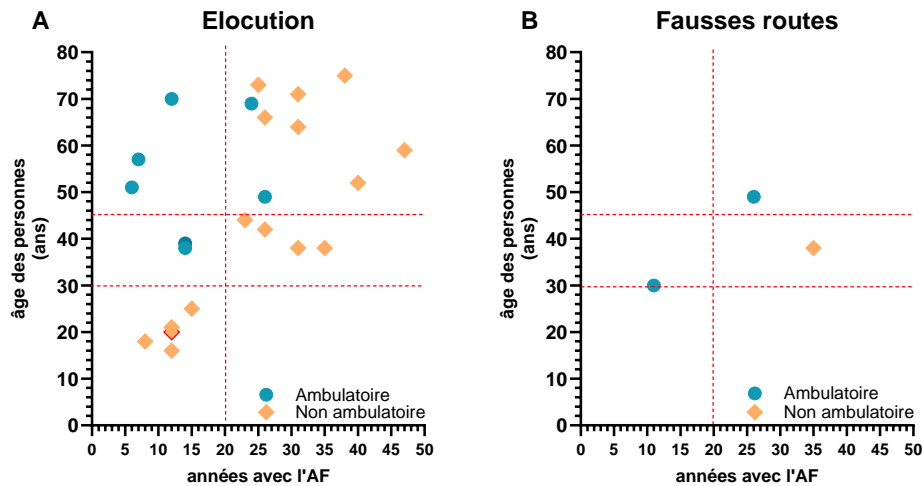 A
Elocution
80
70
60
50
40
30
20
10
0
âge des personnes
(ans)
0 5 10 15 20 25 30 35 40 45 50
années avec l'AF
Ambulatoire
Non ambulatoire
B
Fausses routes
80
70
60
50
40
30
20
10
0
âge des personnes
(ans)
0 5 10 15 20 25 30 35 40 45 50
années avec l'AF
Ambulatoire
Non ambulatoire